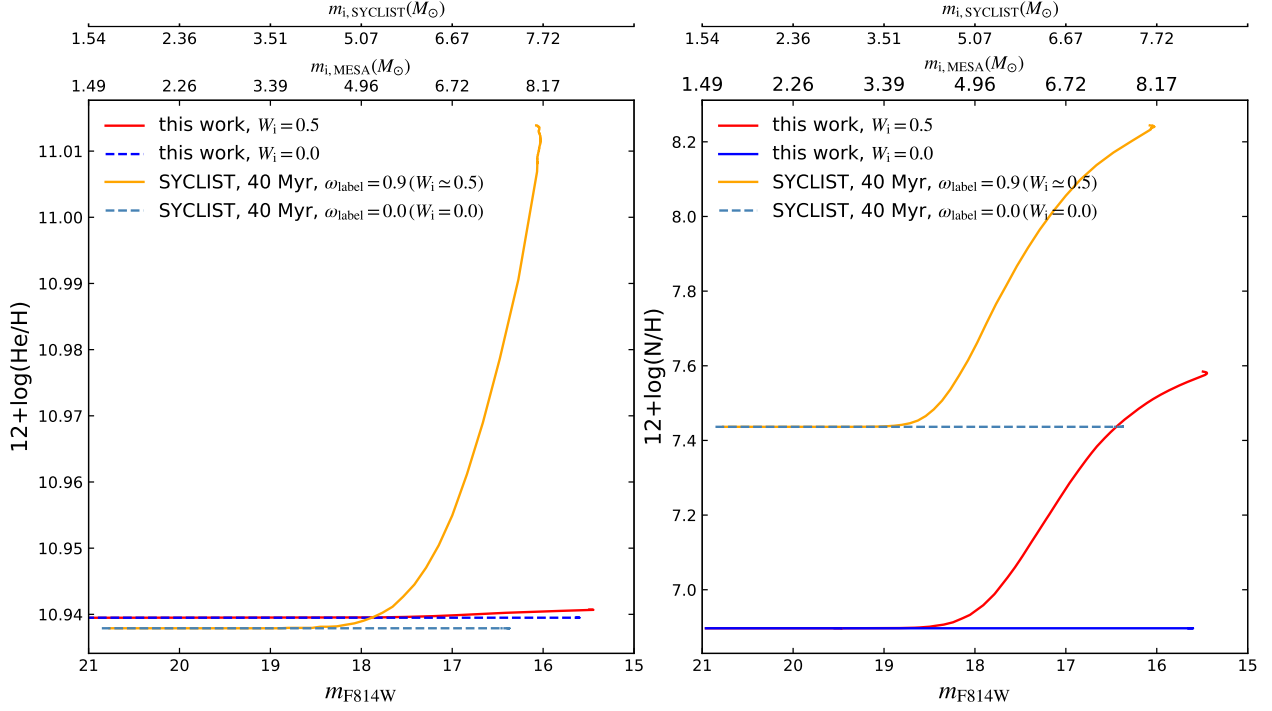 m_i,SYCLIST(M_⊙)
1.54 2.36 3.51 5.07 6.67 7.72
m_i,MESA(M_⊙)
1.49 2.26 3.39 4.96 6.72 8.17
this work, W_i = 0.5
this work, W_i = 0.0
SYCLIST, 40 Myr, ω_label = 0.9 (W_i ≃ 0.5)
SYCLIST, 40 Myr, ω_label = 0.0 (W_i = 0.0)
12+log(He/H)
11.01
11.00
10.99
10.98
10.97
10.96
10.95
10.94
21 20 19 18 17 16 15
m_F814W
m_i,SYCLIST(M_⊙)
1.54 2.36 3.51 5.07 6.67 7.72
m_i,MESA(M_⊙)
1.49 2.26 3.39 4.96 6.72 8.17
this work, W_i = 0.5
this work, W_i = 0.0
SYCLIST, 40 Myr, ω_label = 0.9 (W_i ≃ 0.5)
SYCLIST, 40 Myr, ω_label = 0.0 (W_i = 0.0)
12+log(N/H)
8.2
8.0
7.8
7.6
7.4
7.2
7.0
21 20 19 18 17 16 15
m_F814W